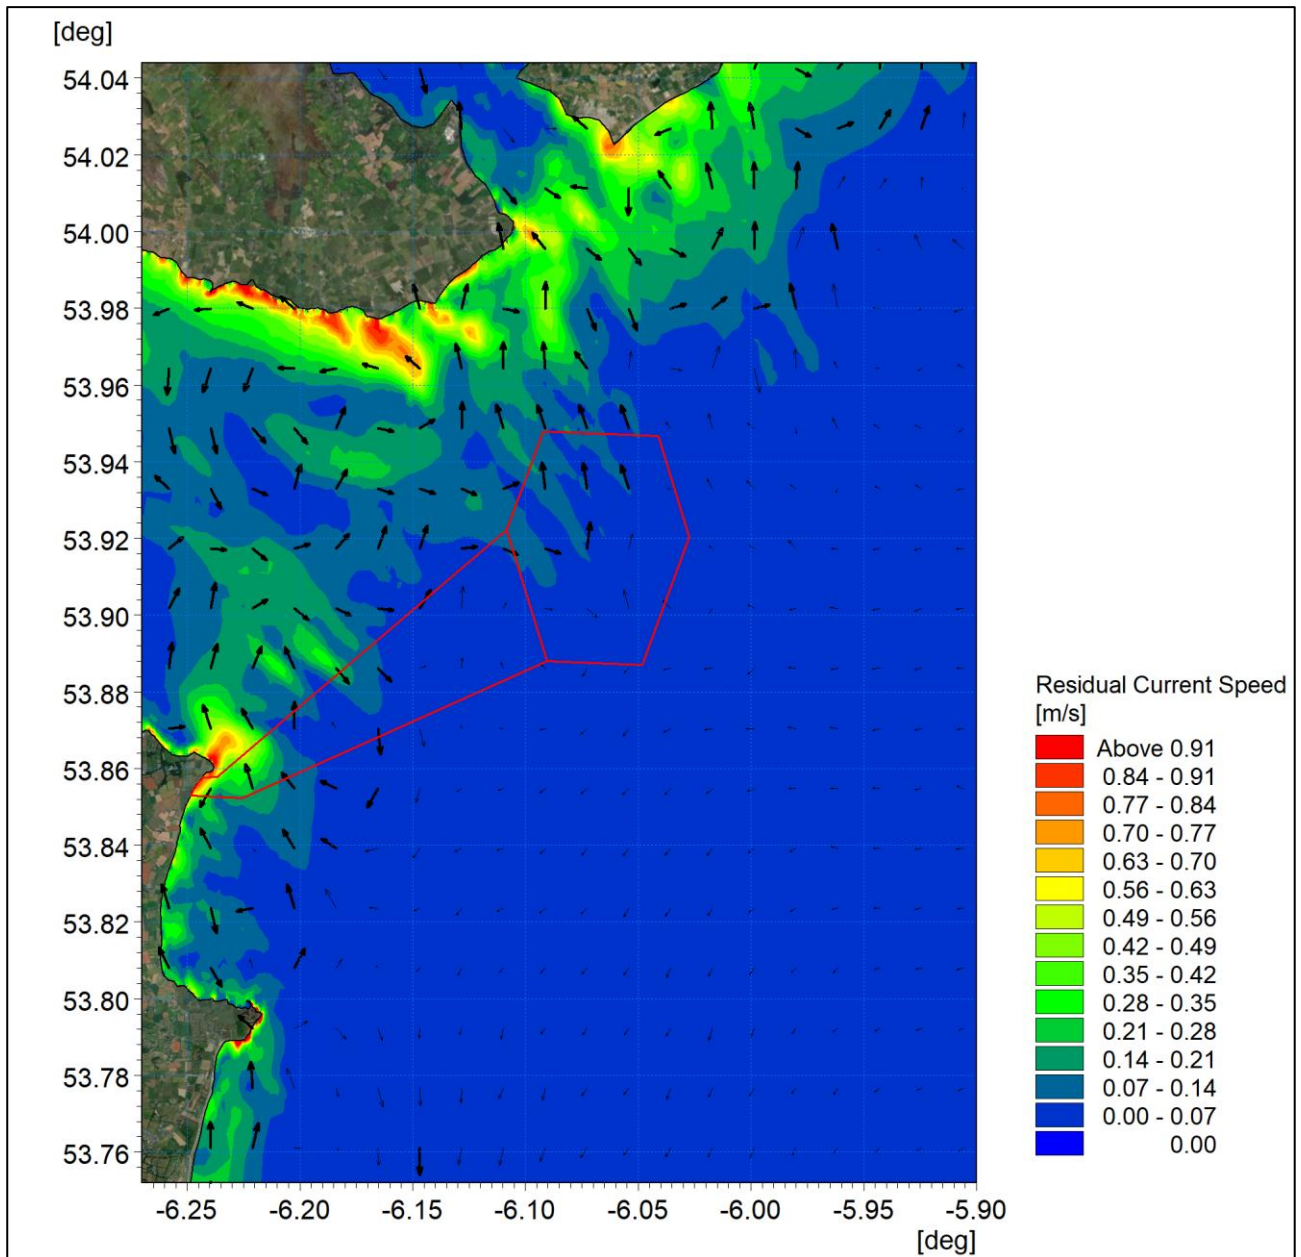 [deg]
54.04
54.02
54.00
53.98
53.96
53.94
53.92
53.90
53.88
53.86
53.84
53.82
53.80
53.78
53.76
-6.25 -6.20 -6.15 -6.10 -6.05 -6.00 -5.95 -5.90
[deg]
Residual Current Speed
[m/s]
Above 0.91
0.84 - 0.91
0.77 - 0.84
0.70 - 0.77
0.63 - 0.70
0.56 - 0.63
0.49 - 0.56
0.42 - 0.49
0.35 - 0.42
0.28 - 0.35
0.21 - 0.28
0.14 - 0.21
0.07 - 0.14
0.00 - 0.07
0.00